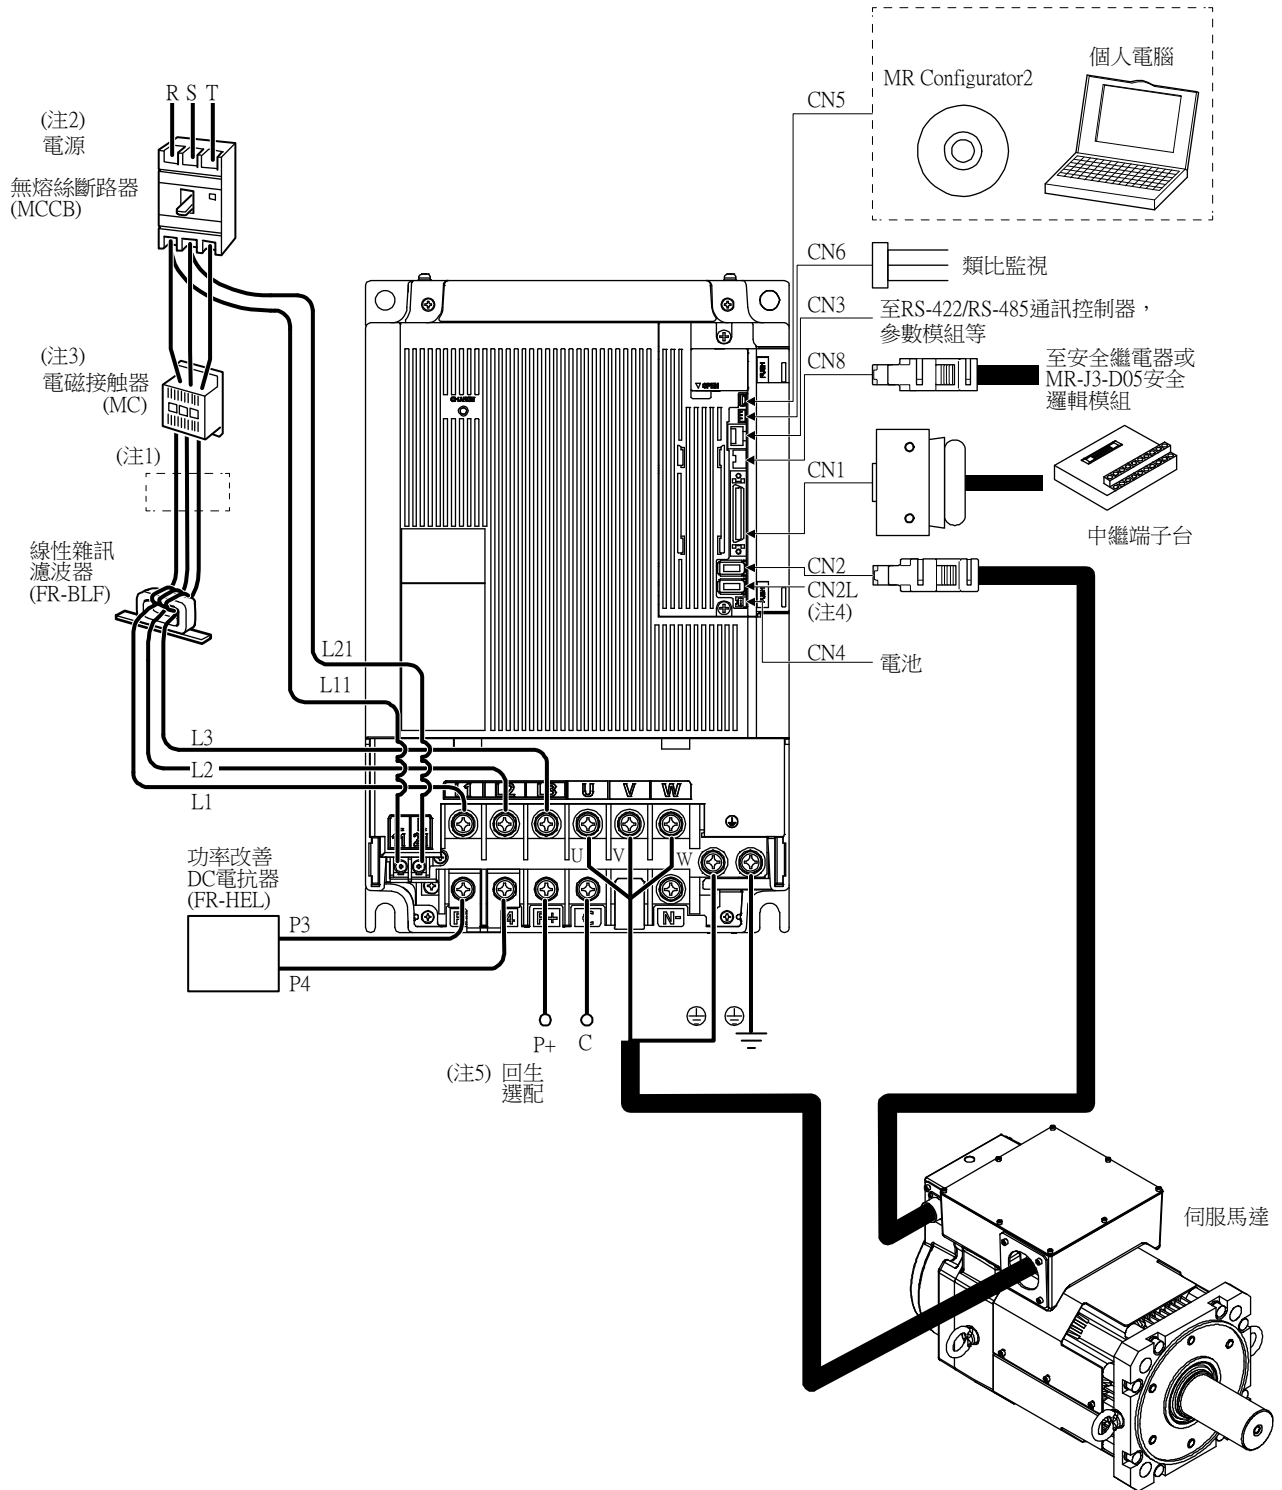 R S T
(注2)
電源
無熔絲斷路器
(MCCB)
(注3)
電磁接触器
(MC)
(注1)
線性雜訊
濾波器
(FR-BLF)
L21
L11
L3
L2
L1
功率改善
DC電抗器
(FR-HEL)
P3
P4
CHARGE
OPEN
PUSH
PUSH
U V W
U V W
N-
P+
C
(注5) 回生
選配
CN5
MR Configurator2
個人電腦
CN6
類比監視
CN3
至RS-422/RS-485通訊控制器，
參數模組等
CN8
至安全繼電器或
MR-J3-D05安全
邏輯模組
CN1
中繼端子台
CN2
CN2L
(注4)
CN4
電池
伺服馬達